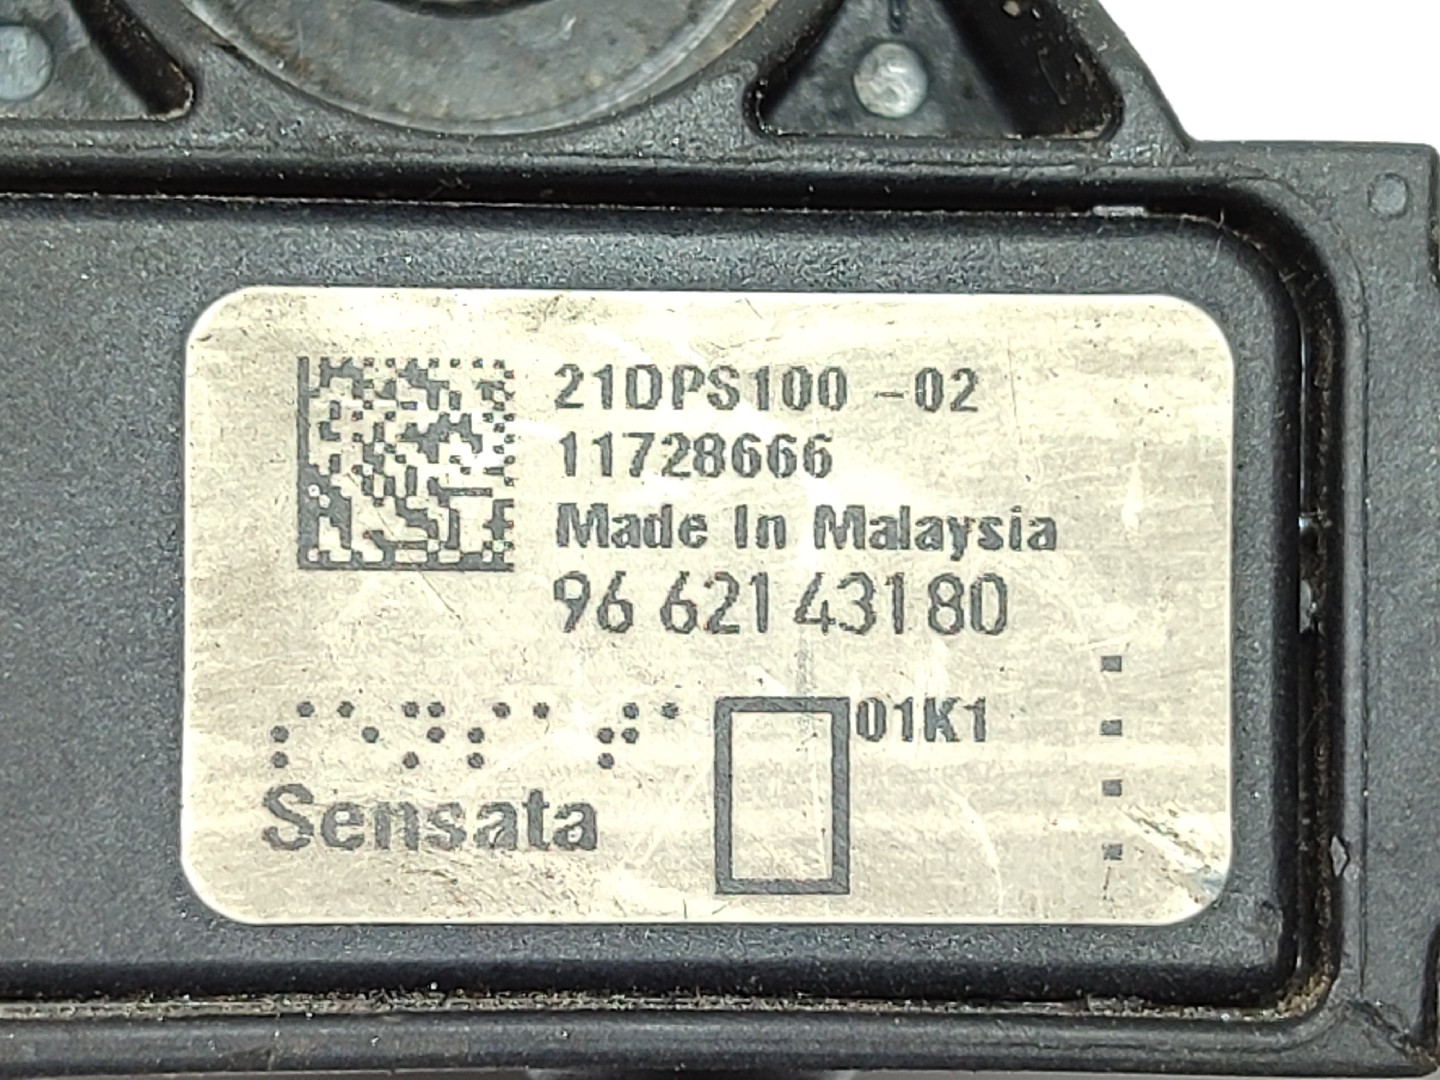 21DPS100 -02
11728666
Made In Malaysia
96 621 431 80
01K1
Sensata